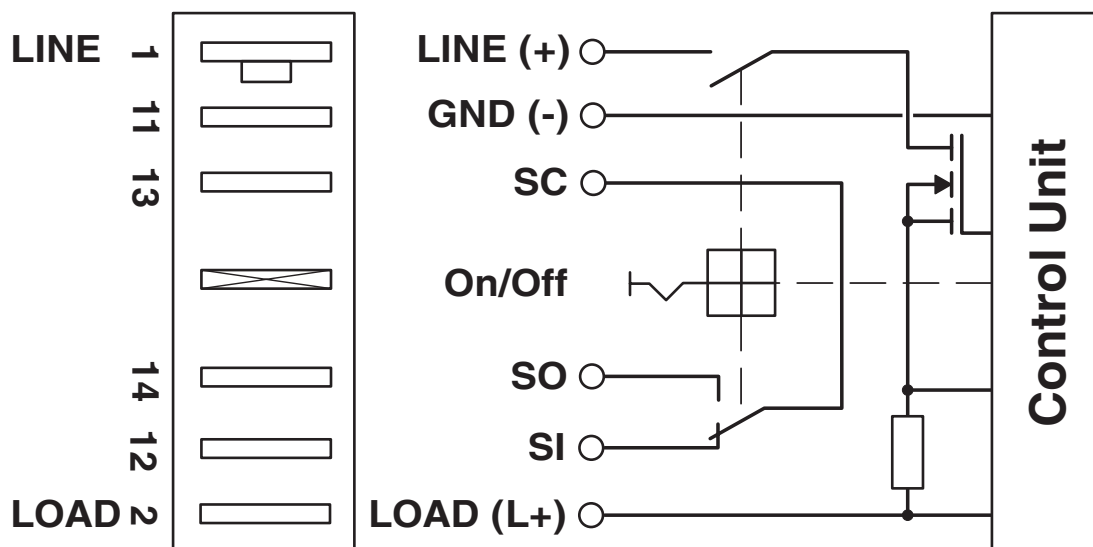 LINE 1 LINE (+)
11 GND (-)
13 SC
On/Off
14 SO
12 SI
LOAD 2 LOAD (L+)
Control Unit